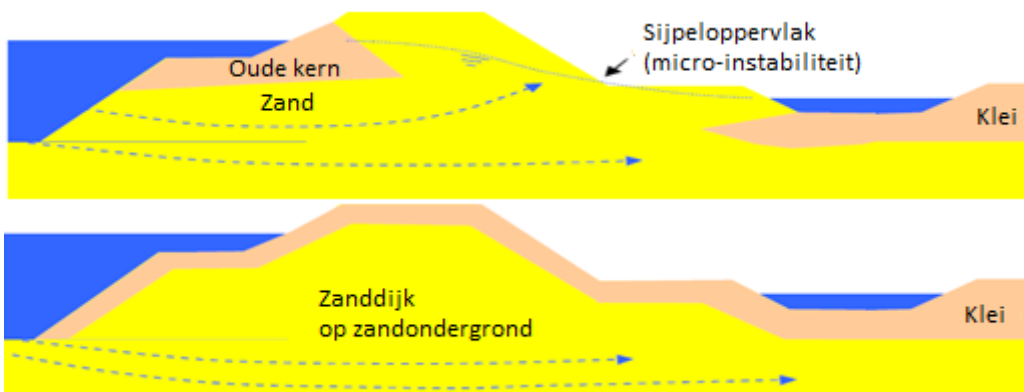 Sijpeloppervlak
(micro-instabiliteit)
Oude kern
Zand
Klei
Zanddijk
op zandondergrond
Klei